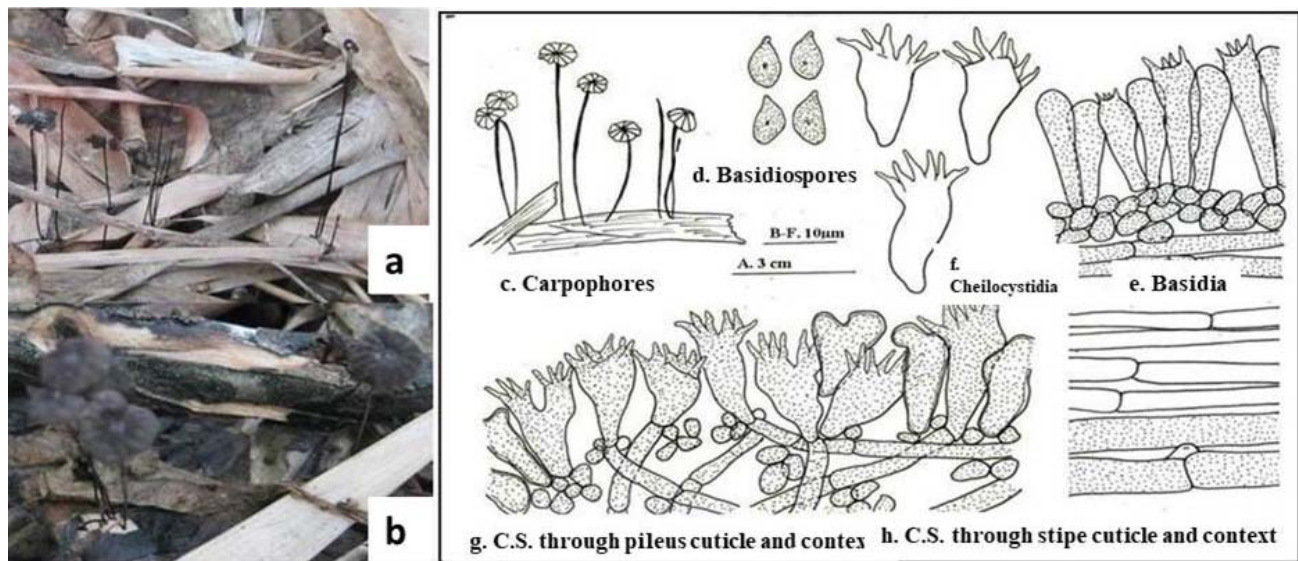 a
b
c. Carpophores
d. Basidiospores
B-F. 10µm
A. 3 cm
f.
Cheilocystidia
e. Basidia
g. C.S. through pileus cuticle and contex
h. C.S. through stipe cuticle and context